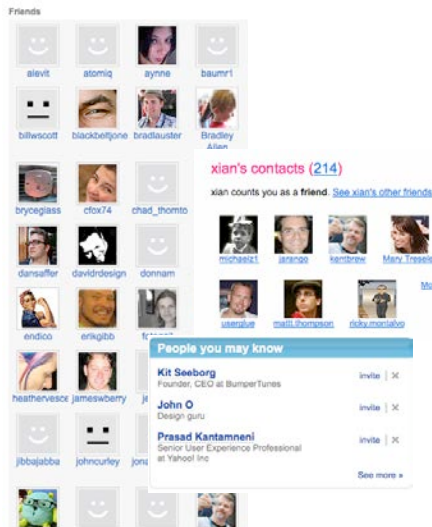 Friends
alevit atomiq aynne baumr1
billwscott blackbeltjone bradlauster Bradley
Allen
bryceglass cfox74 chad_thomto
dansaffer davidrdesign donnam
endico erikgibb
heathervesce jameswberry
jibbajabba johncurley
xian's contacts (214)
xian counts you as a friend. See xian's other friends
michaelz1 jarango kentbrew Mary Tresele
userglue matt.thompson ricky.montalvo
People you may know
Kit Seeborg
Founder, CEO at BumperTunes
invite | ×
John O
Design guru
invite | ×
Prasad Kantamneni
Senior User Experience Professional
at Yahoo! Inc
invite | ×
See more »